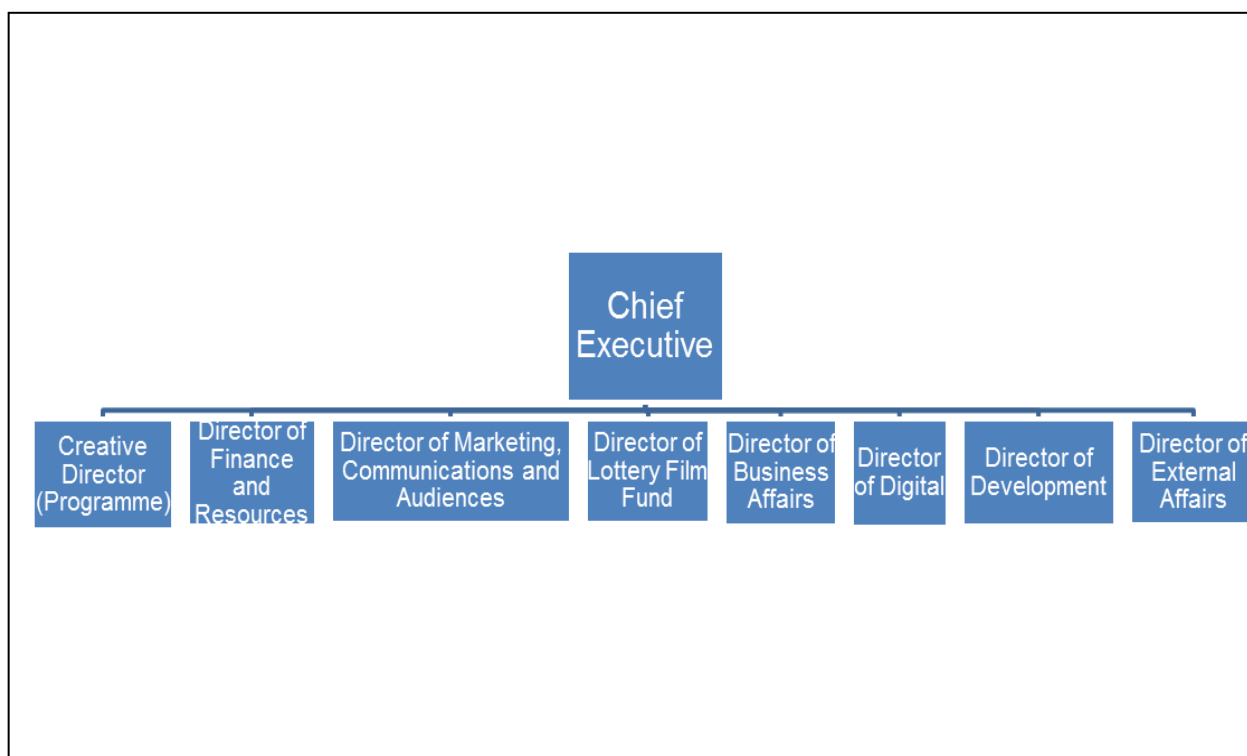 Chief
Executive
Creative
Director
(Programme)
Director of
Finance
and
Resources
Director of Marketing,
Communications and
Audiences
Director of
Lottery Film
Fund
Director of
Business
Affairs
Director
of Digital
Director of
Development
Director of
External
Affairs